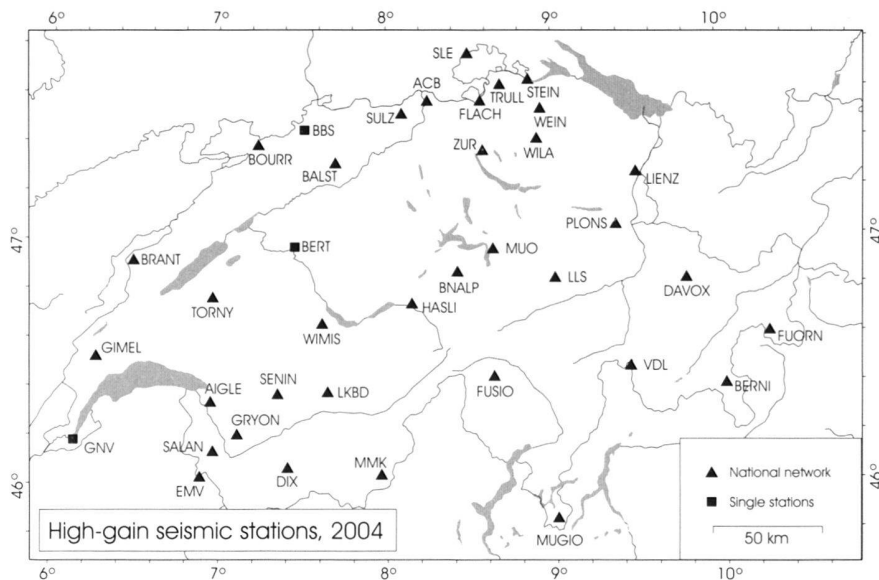 6°
7°
8°
9°
10°
SLE
ACB
TRULL
STEIN
FLACH
SULZ
WEIN
BBS
ZUR
WILA
BOURR
BALST
LIENZ
PLONS
47°
47°
BERT
MUO
BRANT
BNALP
LLS
DAVOX
TORNY
HASLI
WIMIS
FUORN
GIMEL
VDL
SENIN
LKBD
FUSIO
BERNI
AIGLE
GRYON
GNV
SALAN
MMK
46°
46°
EMV
DIX
National network
Single stations
50 km
MUGIO
High-gain seismic stations, 2004
6°
7°
8°
9°
10°